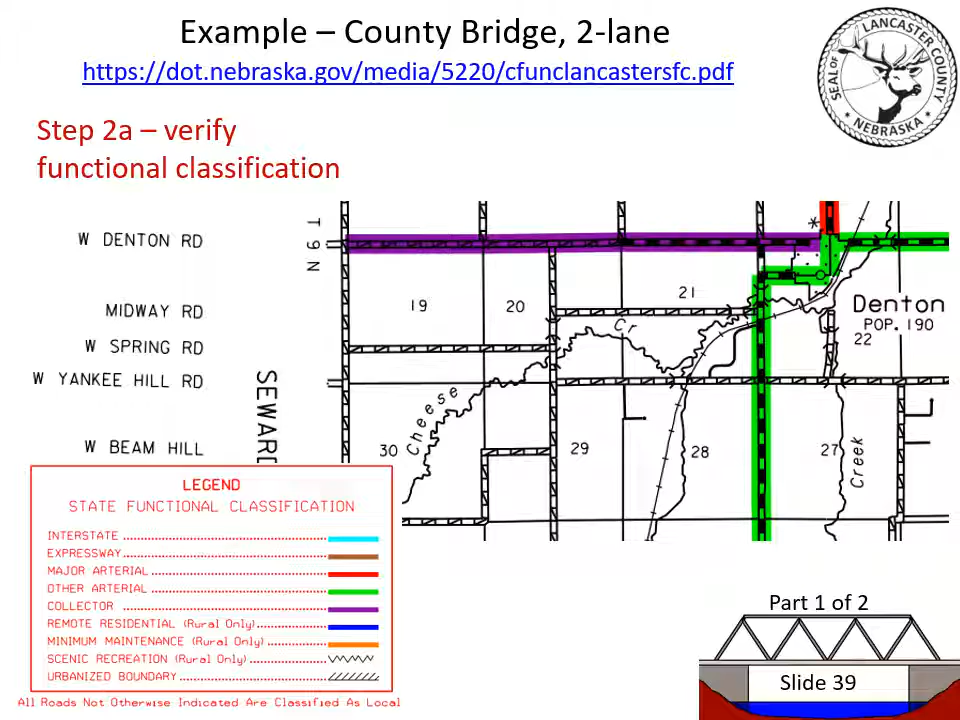 Example – County Bridge, 2-lane
https://dot.nebraska.gov/media/5220/cfunclancastersfc.pdf
SEAL OF LANCASTER COUNTY
NEBRASKA
Step 2a – verify
functional classification
T 9 N
W DENTON RD
*
MIDWAY RD
19
20
21
Denton
POP. 190
22
Cr
W SPRING RD
W YANKEE HILL RD
SEWARD
Cheese
W BEAM HILL
30
29
28
27
Creek
LEGEND
STATE FUNCTIONAL CLASSIFICATION
INTERSTATE
EXPRESSWAY
MAJOR ARTERIAL
OTHER ARTERIAL
COLLECTOR
REMOTE RESIDENTIAL (Rural Only)
MINIMUM MAINTENANCE (Rural Only)
SCENIC RECREATION (Rural Only)
URBANIZED BOUNDARY
All Roads Not Otherwise Indicated Are Classified As Local
Part 1 of 2
Slide 39